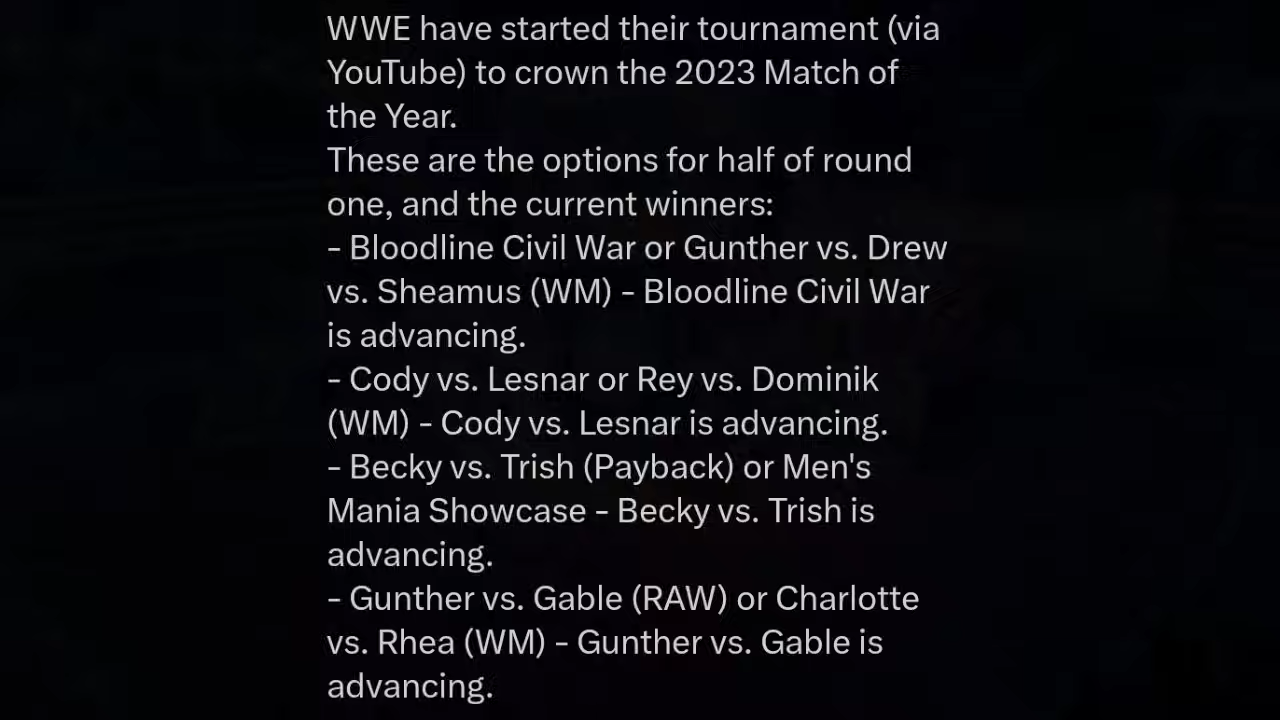 WWE have started their tournament (via
YouTube) to crown the 2023 Match of
the Year.
These are the options for half of round
one, and the current winners:
- Bloodline Civil War or Gunther vs. Drew
vs. Sheamus (WM) - Bloodline Civil War
is advancing.
- Cody vs. Lesnar or Rey vs. Dominik
(WM) - Cody vs. Lesnar is advancing.
- Becky vs. Trish (Payback) or Men's
Mania Showcase - Becky vs. Trish is
advancing.
- Gunther vs. Gable (RAW) or Charlotte
vs. Rhea (WM) - Gunther vs. Gable is
advancing.